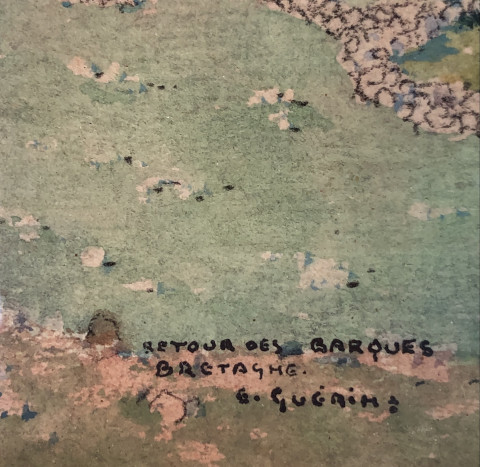 RETOUR DES BARQUES
BRETAGNE.
E. GUÉRIN: